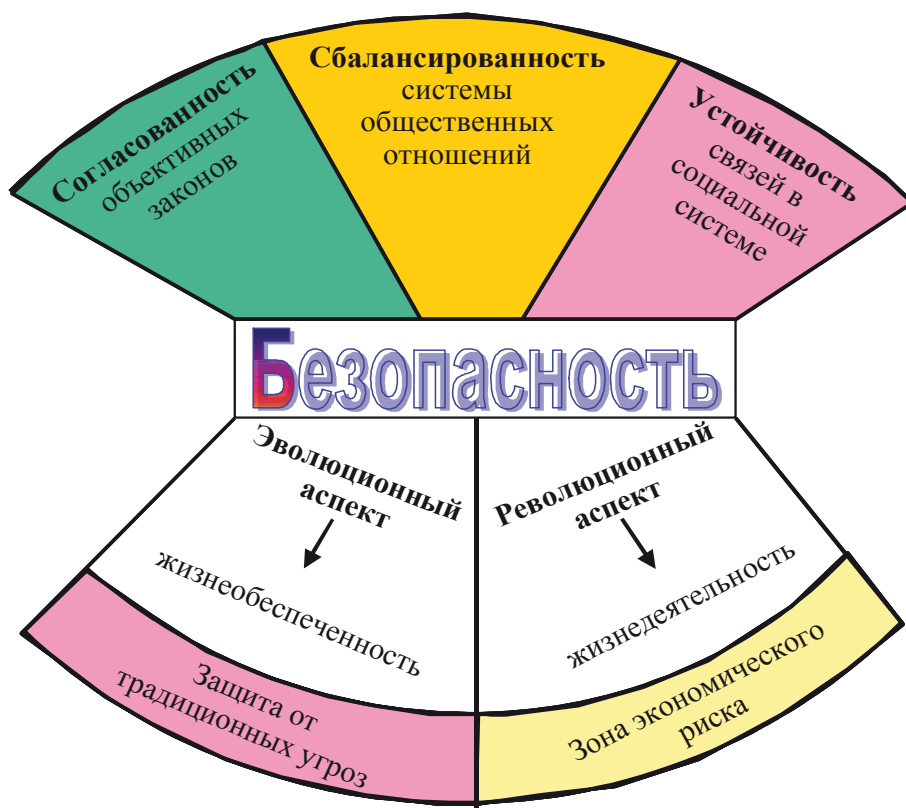 Согласованность
объективных
законов
Сбалансированность
системы
общественных
отношений
Устойчивость
связей в
социальной
системе
Безопасность
Эволюционный
аспект
жизнеобеспеченность
Защита от
традиционных угроз
Революционный
аспект
жизнедеятельность
Зона экономического
риска